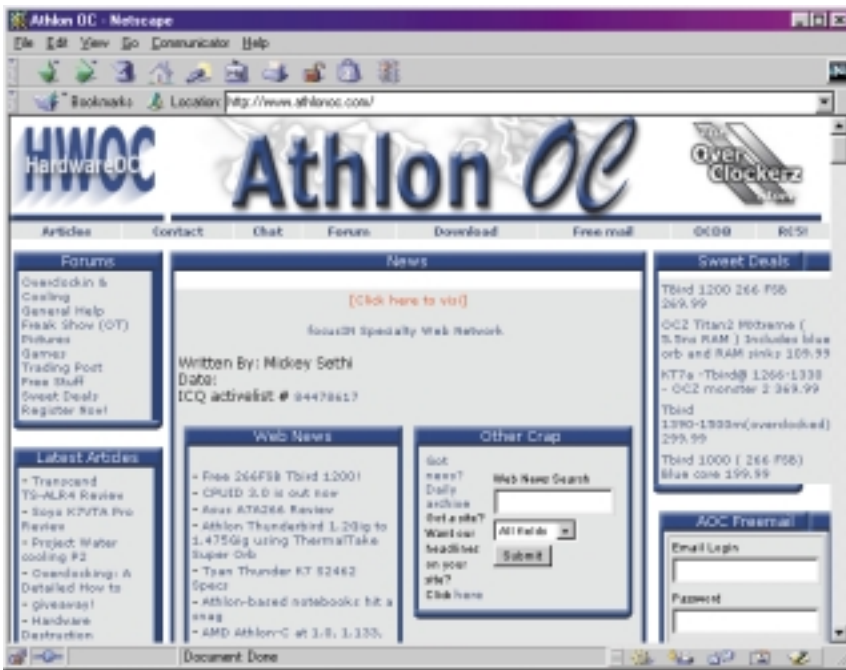 Athlon OC - Netscape
File Edit View Go Communicator Help
Bookmarks Location: http://www.athlonoc.com/
HWOC
HardwareOC
Athlon OC
The
Over
Clockerz
Store
Articles Contact Chat Forum Download Free mail OCDB RC5!
Forums
Overclockin &
Cooling
General Help
Freak Show (OT)
Pictures
Games
Trading Post
Free Stuff
Sweet Deals
Register Now!
Latest Articles
- Transcend
TS-ALR4 Review
- Soyo K7VTA Pro
Review
- Project Water
cooling P2
- Overclocking: A
Detailed How to
- giveaway!
- Hardware
Destruction
News
[Click here to visi]
focusIN Specialty Web Network
Written By: Mickey Sethi
Date:
ICQ activelist # 84478617
Web News
- Free 266FSB Tbird 1200!
- CPUID 3.0 is out now
- Asus A7A266 Review
- Athlon Thunderbird 1.2Gig to
1.475Gig using ThermalTake
Super Orb
- Tyan Thunder K7 S2462
Specs
- Athlon-based notebooks hit a
snag
- AMD Athlon-C at 1.0, 1.133,
Other Crap
Got
news?
Daily
archive
Got a site?
Want our
headlines
on your
site?
Click here
Web News Search
All fields
Submit
Sweet Deals
TBird 1200 266 FSB
269.99
OCZ Titan2 MXtreme (
5.5ns RAM ) Includes blue
orb and RAM sinks 109.99
KT7a -Tbird@ 1266-1330
- OCZ monster 2 369.99
Tbird
1390-1500m(overclocked)
299.99
Tbird 1000 ( 266 FSB)
Blue core 199.99
AOC Freemail
Email Login
Password
Document: Done